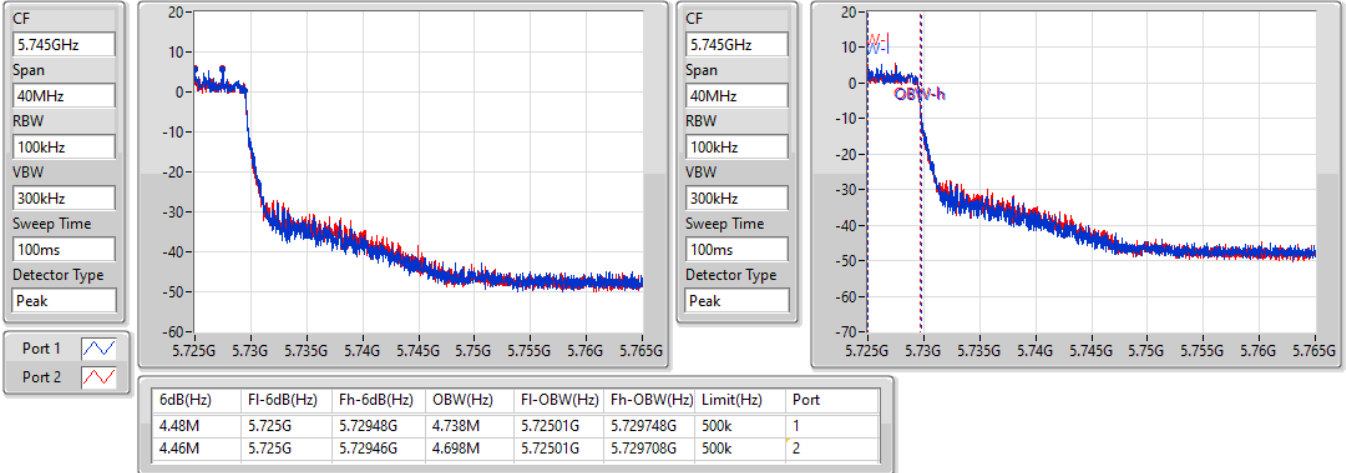 CF
5.745GHz
Span
40MHz
RBW
100kHz
VBW
300kHz
Sweep Time
100ms
Detector Type
Peak
Port 1
Port 2
20
10
0
-10
-20
-30
-40
-50
-60
5.725G 5.73G 5.735G 5.74G 5.745G 5.75G 5.755G 5.76G 5.765G
CF
5.745GHz
Span
40MHz
RBW
100kHz
VBW
300kHz
Sweep Time
100ms
Detector Type
Peak
20
10
0
-10
-20
-30
-40
-50
-60
-70
W-l
W-l
OBW-h
5.725G 5.73G 5.735G 5.74G 5.745G 5.75G 5.755G 5.76G 5.765G
6dB(Hz) Fl-6dB(Hz) Fh-6dB(Hz) OBW(Hz) Fl-OBW(Hz) Fh-OBW(Hz) Limit(Hz) Port
4.48M 5.725G 5.72948G 4.738M 5.72501G 5.729748G 500k 1
4.46M 5.725G 5.72946G 4.698M 5.72501G 5.729708G 500k 2